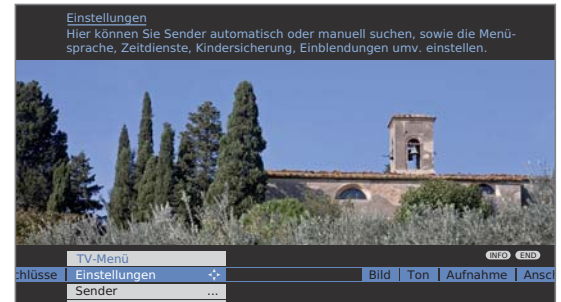 Einstellungen
Hier können Sie Sender automatisch oder manuell suchen, sowie die Menü-
sprache, Zeitdienste, Kindersicherung, Einblendungen umv. einstellen.
TV-Menü
INFO END
chlüsse Einstellungen Bild Ton Aufnahme Ansch
Sender ...